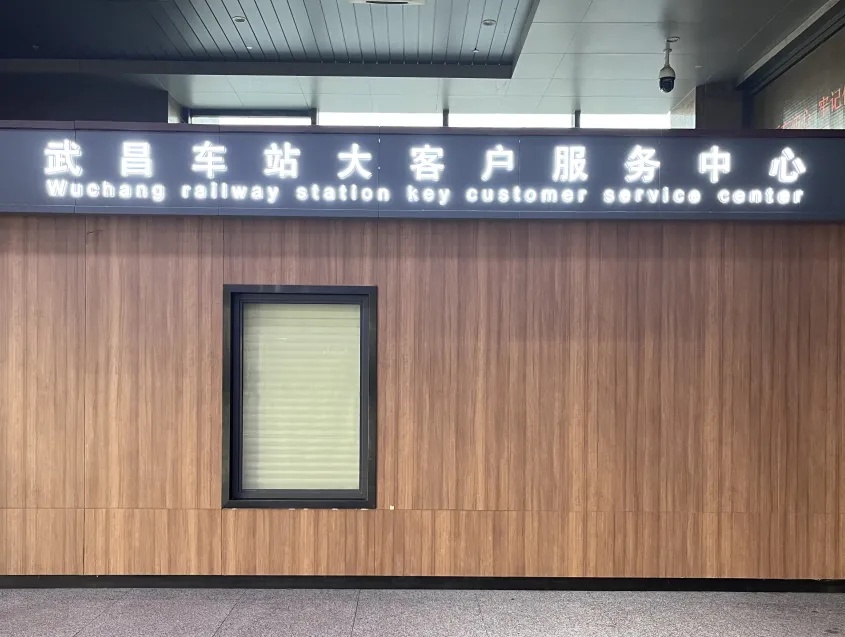 武昌车站大客户服务中心
Wuchang railway station key customer service center